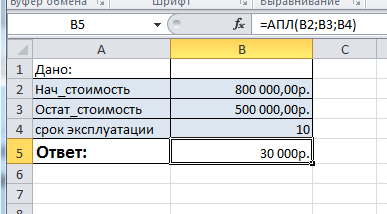 Буфер обмена Шрифт Выравнивание
B5 fx =АПЛ(B2;B3;B4)
A B C
1 Дано:
2 Нач_стоимость 800 000,00р.
3 Остат_стоимость 500 000,00р.
4 срок эксплуатации 10
5 Ответ: 30 000р.
6
7
8